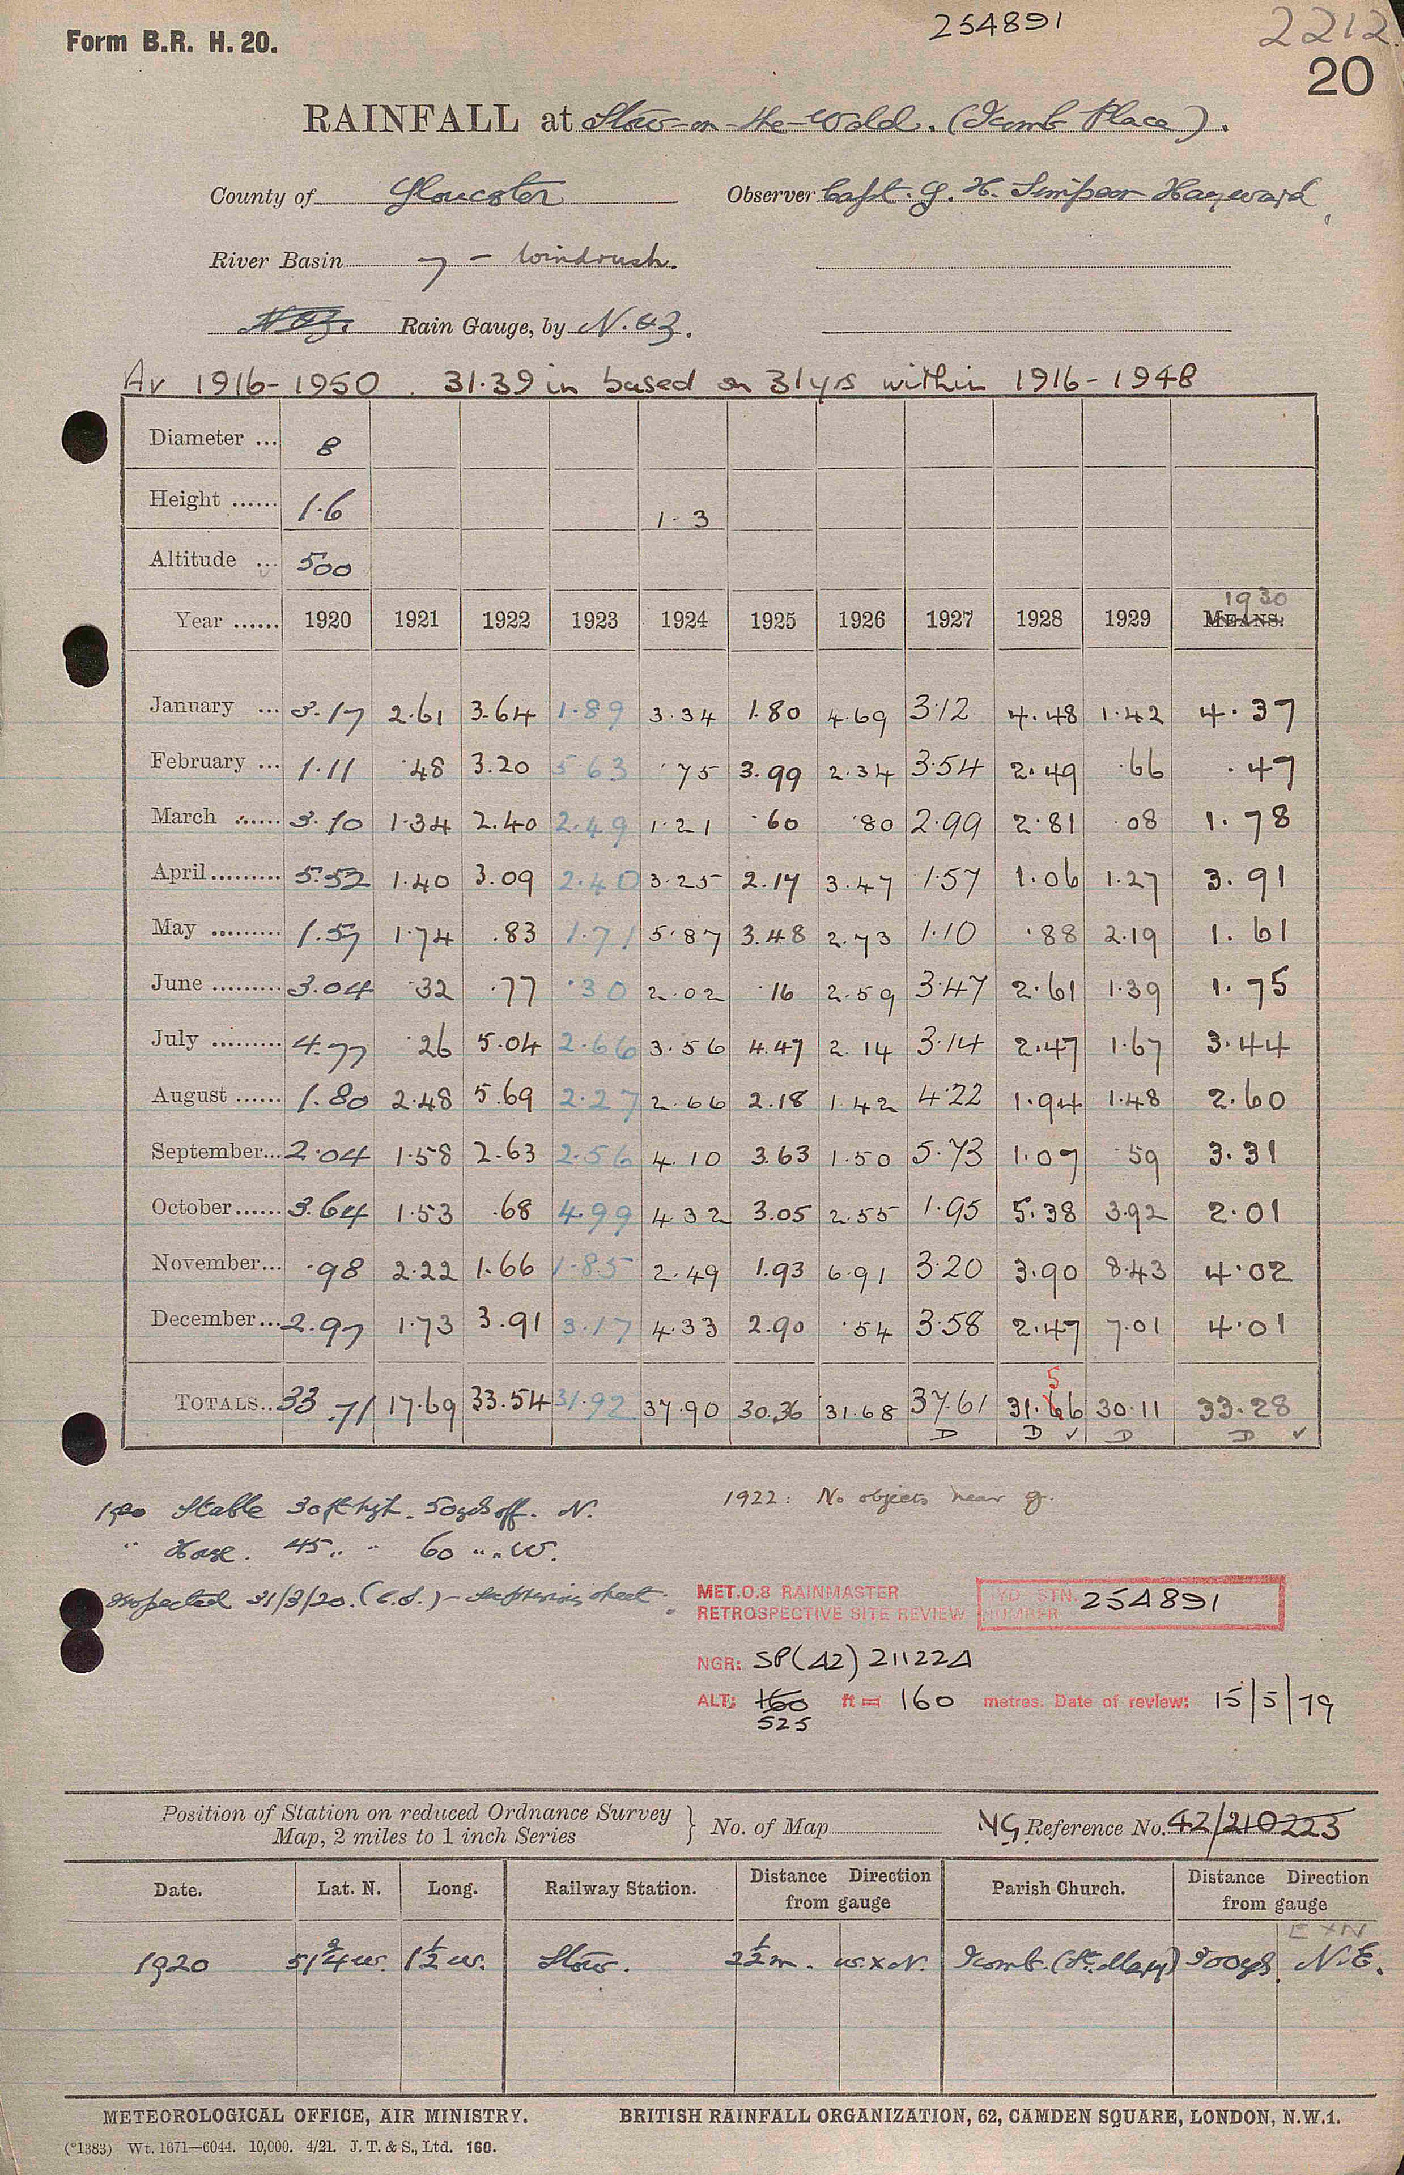 Form B.R. H. 20.
254891
2212
20
RAINFALL at Stow-on-the-Wold. (Icomb Place).
County of Gloucester Observer Capt. G. H. Simpson Hayward
River Basin 7 - Windrush.
Rain Gauge, by N. &3.
Av 1916-1950. 31.39 in based on 31 yrs within 1916-1948
Diameter ... 8
Height ...... 1.6 1.3
Altitude ... 500
1930
Year ...... 1920 1921 1922 1923 1924 1925 1926 1927 1928 1929 MEANS.
January ... 3.17 2.61 3.64 1.89 3.34 1.80 4.69 3.12 4.48 1.42 4.37
February ... 1.11 .48 3.20 5.63 .75 3.99 2.34 3.54 2.49 .66 .47
March ...... 3.10 1.34 2.40 2.49 1.21 .60 .80 2.99 2.81 .08 1.78
April ......... 5.52 1.40 3.09 2.40 3.25 2.17 3.47 1.57 1.06 1.27 3.91
May ......... 1.57 1.74 .83 1.71 5.87 3.48 2.73 1.10 .88 2.19 1.61
June ......... 3.04 .32 .77 .30 2.02 .16 2.59 3.47 2.61 1.39 1.75
July ......... 4.77 .26 5.04 2.66 3.56 4.47 2.14 3.14 2.47 1.67 3.44
August ...... 1.80 2.48 5.69 2.27 2.66 2.18 1.42 4.22 1.94 1.48 2.60
September... 2.04 1.58 2.63 2.56 4.10 3.63 1.50 5.73 1.07 .59 3.31
October ...... 3.64 1.53 .68 4.99 4.32 3.05 2.55 1.95 5.38 3.92 2.01
November... .98 2.22 1.66 1.85 2.49 1.93 6.91 3.20 3.90 8.43 4.02
December... 2.97 1.73 3.91 3.17 4.33 2.90 .54 3.58 2.47 7.01 4.01
5
TOTALS.. 33.71 17.69 33.54 31.92 37.90 30.36 31.68 37.61 31.66 30.11 33.28
D D ✓ D D ✓
1920 Stable 30ft hgt. 50yds off. N.
1922: No objects near g.
" House. 45 " " 60 " " W.
Inspected 31/3/20. (C.S.) - sheet.
MET.O.8 RAINMASTER
RETROSPECTIVE SITE REVIEW
STN. NUMBER 254891
NGR: SP(42) 211224
ALT: 160 ft = 160 metres. Date of review: 15/5/79
525
Position of Station on reduced Ordnance Survey Map, 2 miles to 1 inch Series } No. of Map NG Reference No. 42/210223
Date. Lat. N. Long. Railway Station. Distance Direction from gauge Parish Church. Distance Direction from gauge
E x N
1920 51 3/4 w. 1 1/2 w. Stow. 2 1/2 m. W x N. Icomb. (St. Mary) 300yds N.E.
METEOROLOGICAL OFFICE, AIR MINISTRY. BRITISH RAINFALL ORGANIZATION, 62, CAMDEN SQUARE, LONDON, N.W.1.
(*1383) Wt. 1671-6044. 10,000. 4/21. J. T. & S., Ltd. 160.